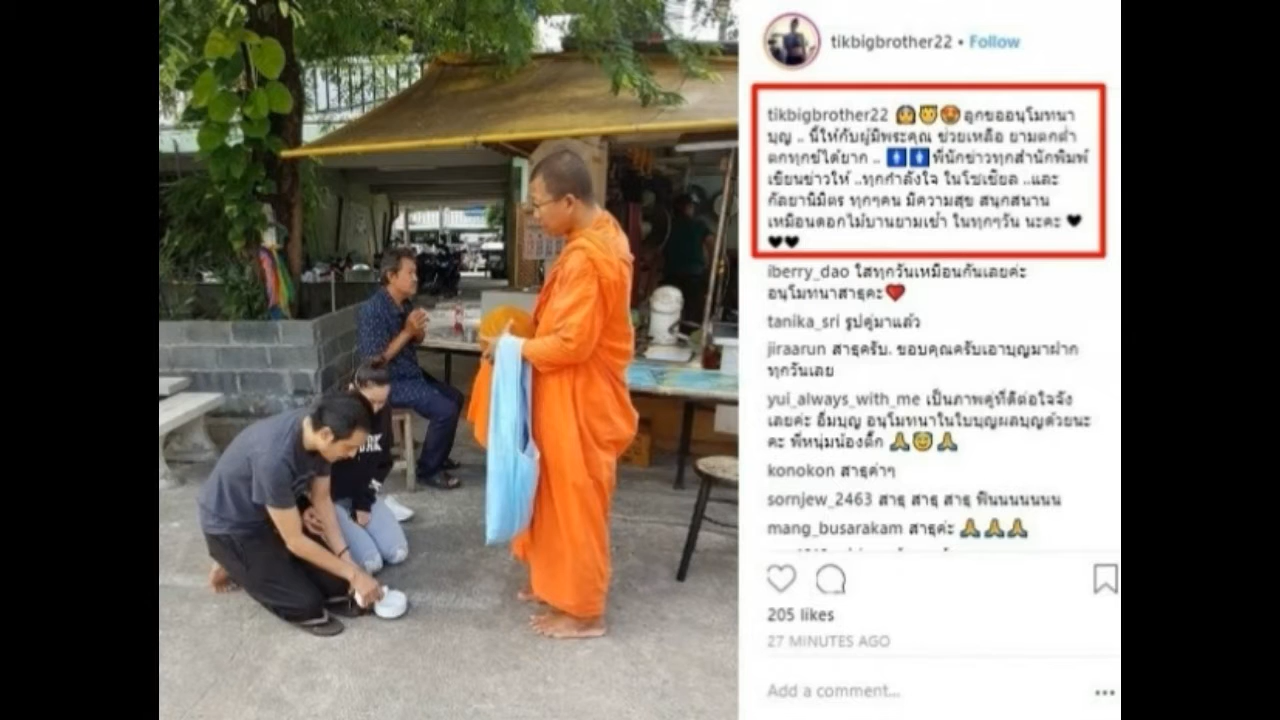 tikbigbrother22 • Follow
tikbigbrother22 👰😇🥵 ลูกขออนุโมทนา
บุญ .. นี้ให้กับผู้มีพระคุณ ช่วยเหลือ ยามตกต่ำ
ตกทุกข์ได้ยาก .. 🚹🚹 พี่นักข่าวทุกสำนักพิมพ์
เขียนข่าวให้ ..ทุกกำลังใจ ในโซเชียล ..และ
กัลยานิมิตร ทุกๆคน มีความสุข สนุกสนาน
เหมือนดอกไม้บานยามเช้า ในทุกๆวัน นะคะ 🖤
🖤🖤
iberry_dao ใส่ทุกวันเหมือนกันเลยค่ะ
อนุโมทนาสาธุคะ❤️
tanika_sri รูปคู่มาแล้ว
jiraarun สาธุครับ. ขอบคุณครับเอาบุญมาฝาก
ทุกวันเลย
yui_always_with_me เป็นภาพคู่ที่ดีต่อใจจัง
เลยค่ะ อิ่มบุญ อนุโมทนาในใบบุญผลบุญด้วยนะ
คะ พี่หนุ่มน้องติ๊ก 🙏😇🙏
konokon สาธุค่าๆ
sornjew_2463 สาธุ สาธุ สาธุ ฟินนนนนนน
mang_busarakam สาธุค่ะ 🙏🙏🙏
205 likes
27 MINUTES AGO
Add a comment...